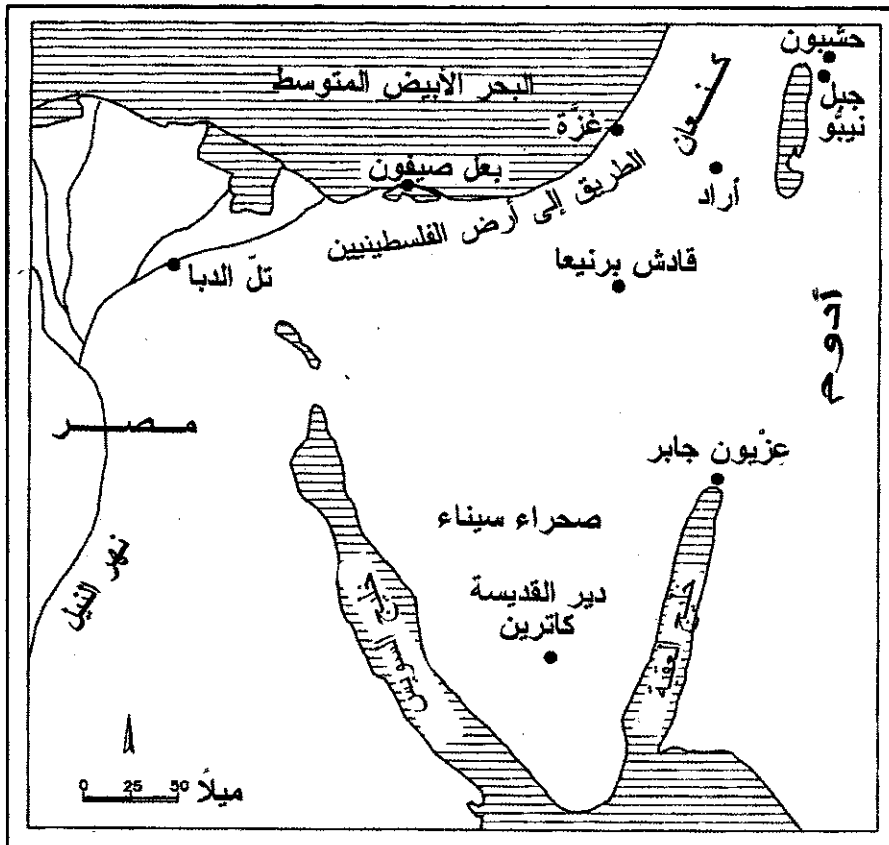 حشبون
جبل
نيبُّو
كنعان
البحر الأبيض المتوسط
غزَّة
بعل صيفون
الطريق إلى أرض الفلسطينيين
أراد
تلّ الدبا
قادش برنيعا
أدوم
مصر
عِزْيون جابر
صحراء سيناء
نهر النيل
خليج السويس
دير القديسة
كاترين
خليج العقبة
0 25 50 ميلاً